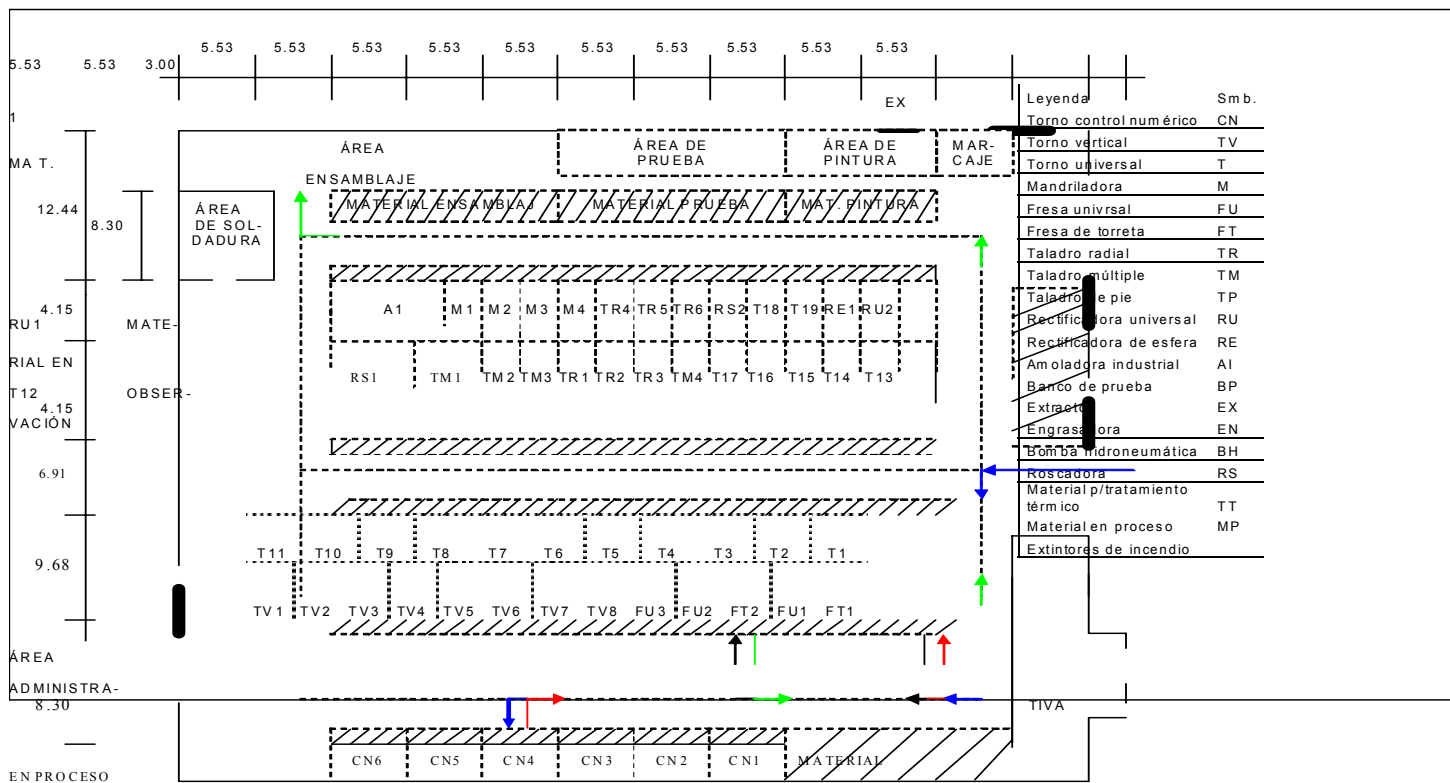 5.53 5.53 5.53 5.53 5.53 5.53 5.53 5.53 5.53 5.53
5.53 5.53 3.00
EX
1
MAT.
ÁREA
ENSAMBLAJE
ÁREA DE
PRUEBA
ÁREA DE
PINTURA
MAR-
CAJE
12.44
8.30
ÁREA
DE SOL-
DADURA
MATERIAL ENSAMBLAJ MATERIAL PRUEBA MAT. PINTURA
4.15
RU1 MATE-
RIAL EN
T12 OBSER-
4.15
VACIÓN
A1 M1 M2 M3 M4 TR4 TR5 TR6 RS2 T18 T19 RE1 RU2
RS1 TM1 TM2 TM3 TR1 TR2 TR3 TM4 T17 T16 T15 T14 T13
6.91
9.68
T11 T10 T9 T8 T7 T6 T5 T4 T3 T2 T1
TV1 TV2 TV3 TV4 TV5 TV6 TV7 TV8 FU3 FU2 FT2 FU1 FT1
ÁREA
ADMINISTRA-
8.30
TIVA
EN PROCESO
CN6 CN5 CN4 CN3 CN2 CN1 MATERIAL
Leyenda Smb.
Torno control numérico CN
Torno vertical TV
Torno universal T
Mandriladora M
Fresa univrsal FU
Fresa de torreta FT
Taladro radial TR
Taladro múltiple TM
Taladro de pie TP
Rectificadora universal RU
Rectificadora de esfera RE
Amoladora industrial AI
Banco de prueba BP
Extracto EX
Engrasadora EN
Bomba hidroneumática BH
Roscadora RS
Material p/tratamiento
térmico TT
Material en proceso MP
Extintores de incendio